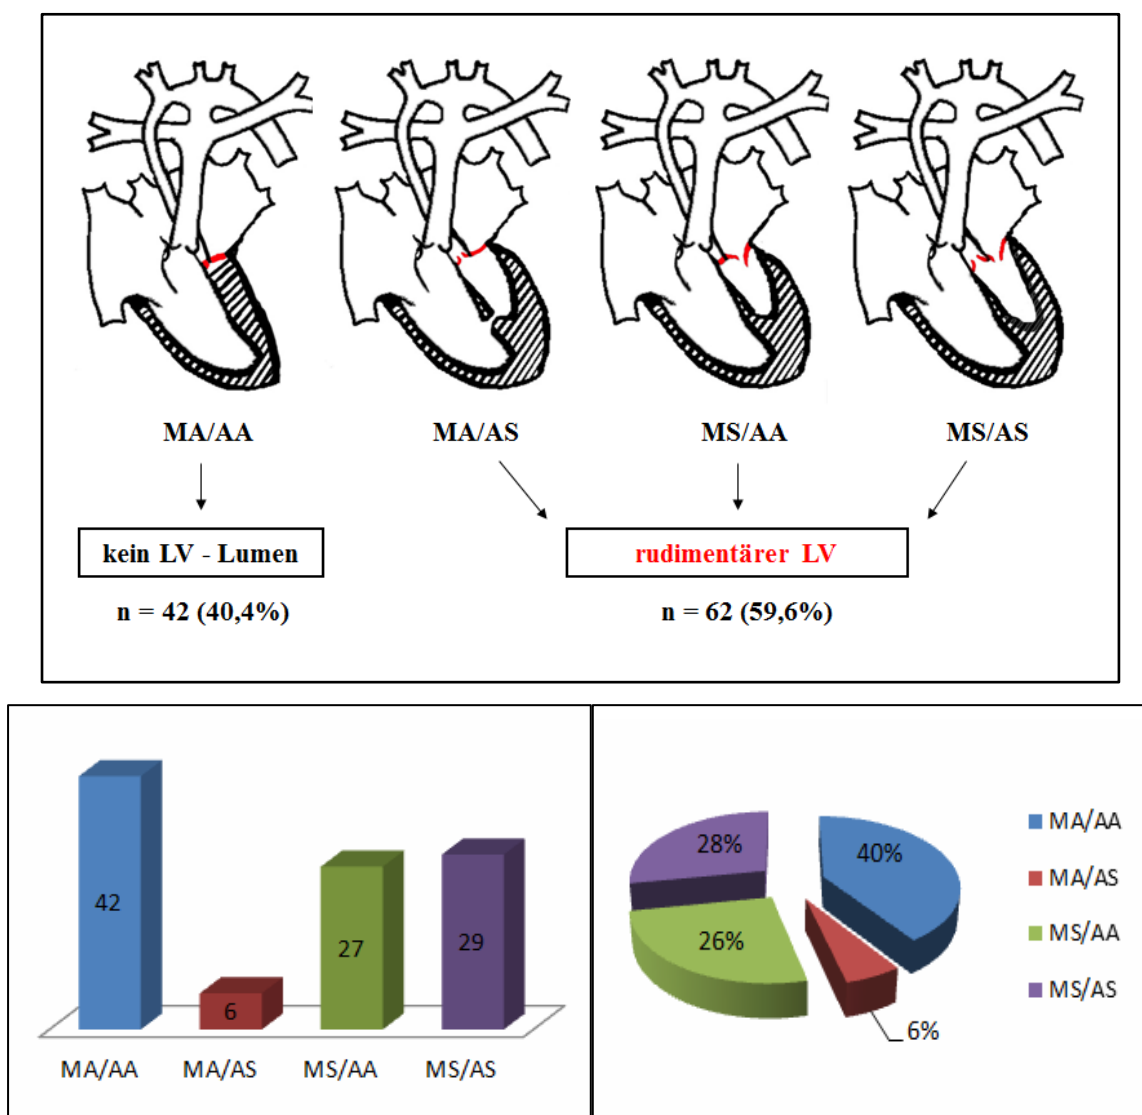 MA/AA MA/AS MS/AA MS/AS
kein LV - Lumen rudimentärer LV
n = 42 (40,4%) n = 62 (59,6%)
42 6 27 29
MA/AA MA/AS MS/AA MS/AS
28% 40%
26% 6%
MA/AA
MA/AS
MS/AA
MS/AS